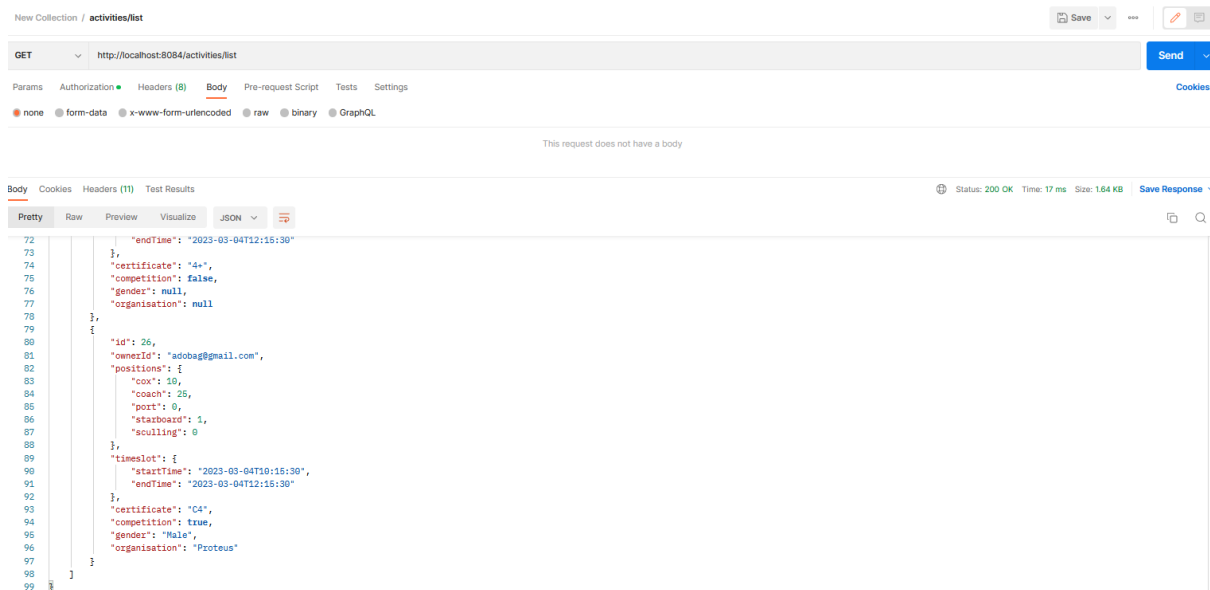 New Collection / activities/list
Save
GET http://localhost:8084/activities/list Send
Params Authorization Headers (8) Body Pre-request Script Tests Settings Cookies
none form-data x-www-form-urlencoded raw binary GraphQL
This request does not have a body
Body Cookies Headers (11) Test Results Status: 200 OK Time: 17 ms Size: 1.64 KB Save Response
Pretty Raw Preview Visualize JSON
72 "endTime": "2023-03-04T12:15:30"
73 },
74 "certificate": "4+",
75 "competition": false,
76 "gender": null,
77 "organisation": null
78 },
79 {
80 "id": 26,
81 "ownerId": "adobag@gmail.com",
82 "positions": {
83 "cox": 10,
84 "coach": 25,
85 "port": 0,
86 "starboard": 1,
87 "sculling": 0
88 },
89 "timeslot": {
90 "startTime": "2023-03-04T10:15:30",
91 "endTime": "2023-03-04T12:15:30"
92 },
93 "certificate": "C4",
94 "competition": true,
95 "gender": "Male",
96 "organisation": "Proteus"
97 }
98 ]
99 }